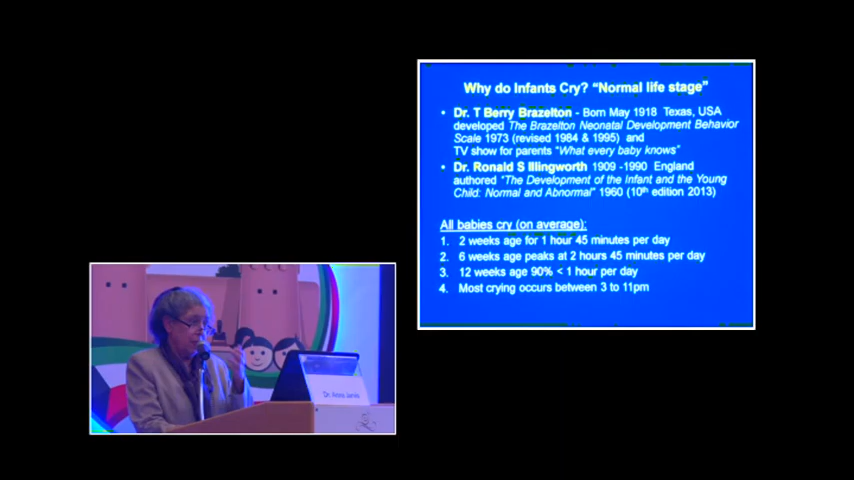 Why do Infants Cry? "Normal life stage"
• Dr. T Berry Brazelton - Born May 1918 Texas, USA
developed The Brazelton Neonatal Development Behavior
Scale 1973 (revised 1984 & 1995) and
TV show for parents "What every baby knows"
• Dr. Ronald S Illingworth 1909 -1990 England
authored "The Development of the Infant and the Young
Child: Normal and Abnormal" 1960 (10th edition 2013)
All babies cry (on average):
1. 2 weeks age for 1 hour 45 minutes per day
2. 6 weeks age peaks at 2 hours 45 minutes per day
3. 12 weeks age 90% < 1 hour per day
4. Most crying occurs between 3 to 11pm
Dr.